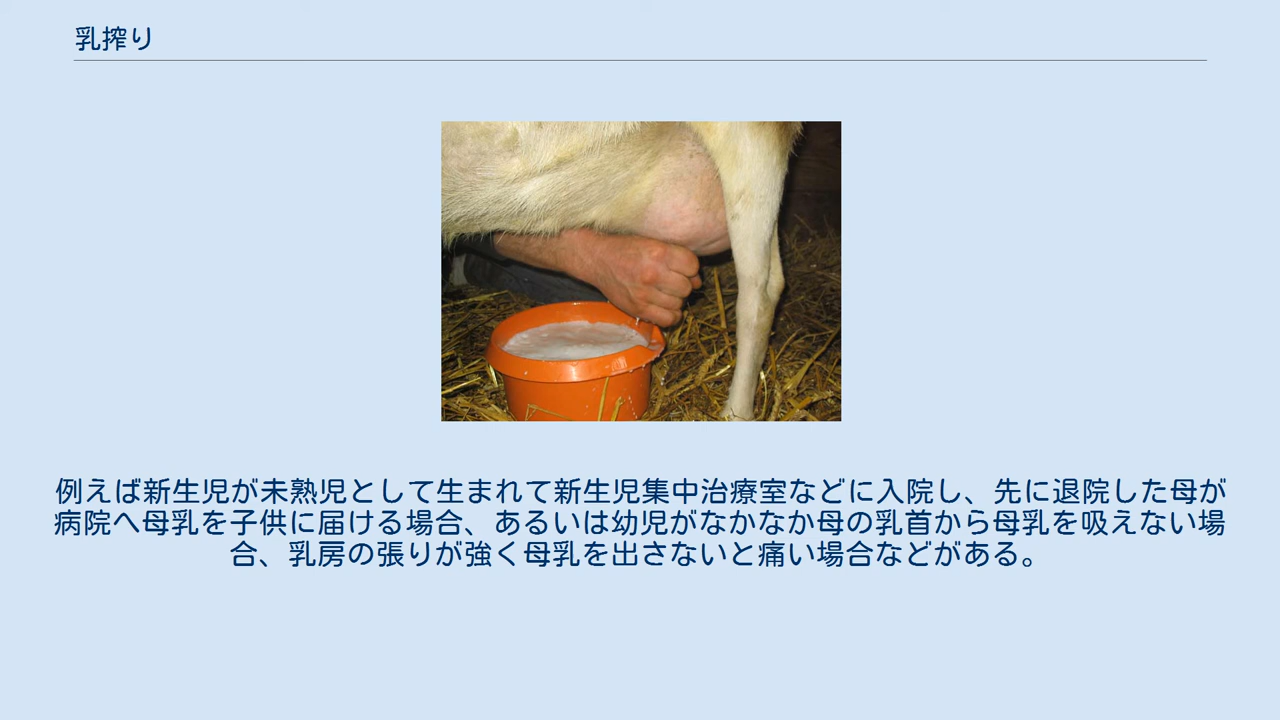 乳搾り
例えば新生児が未熟児として生まれて新生児集中治療室などに入院し、先に退院した母が
病院へ母乳を子供に届ける場合、あるいは幼児がなかなか母の乳首から母乳を吸えない場
合、乳房の張りが強く母乳を出さないと痛い場合などがある。